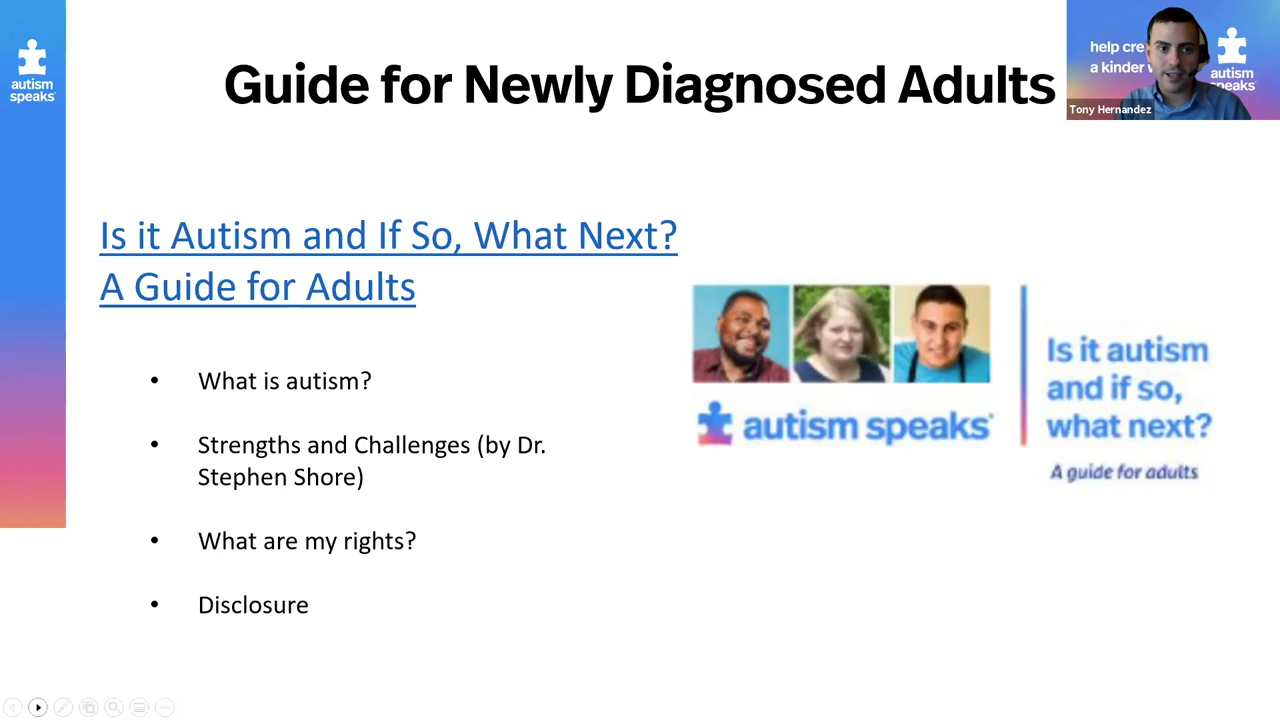 autism
speaks
Guide for Newly Diagnosed Adults
help cre
a kinder
autism
speaks
Tony Hernandez
Is it Autism and If So, What Next?
A Guide for Adults
• What is autism?
• Strengths and Challenges (by Dr.
Stephen Shore)
• What are my rights?
• Disclosure
autism speaks
Is it autism
and if so,
what next?
A guide for adults